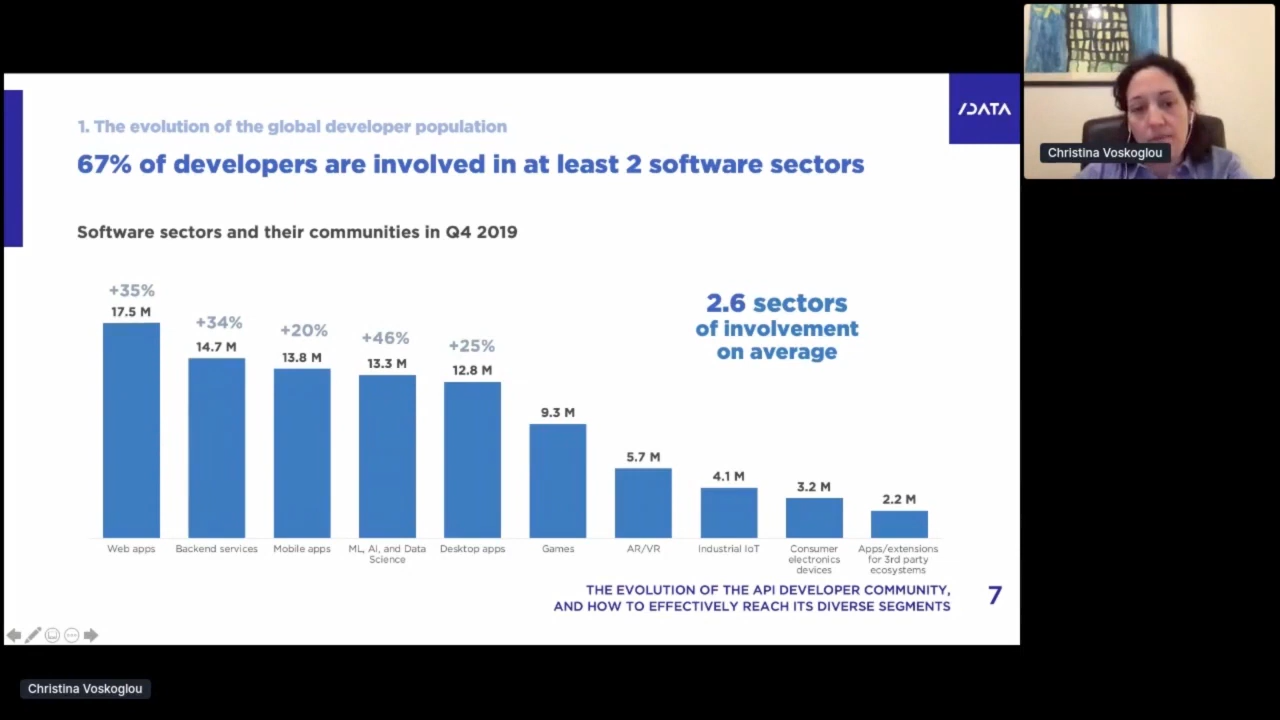 1. The evolution of the global developer population
/DATA
67% of developers are involved in at least 2 software sectors
Christina Voskoglou
Software sectors and their communities in Q4 2019
+35%
17.5 M
+34%
14.7 M
+20%
13.8 M
+46%
13.3 M
+25%
12.8 M
9.3 M
5.7 M
4.1 M
3.2 M
2.2 M
2.6 sectors
of involvement
on average
Web apps
Backend services
Mobile apps
ML, AI, and Data
Science
Desktop apps
Games
AR/VR
Industrial IoT
Consumer
electronics
devices
Apps/extensions
for 3rd party
ecosystems
THE EVOLUTION OF THE API DEVELOPER COMMUNITY,
AND HOW TO EFFECTIVELY REACH ITS DIVERSE SEGMENTS
7
Christina Voskoglou